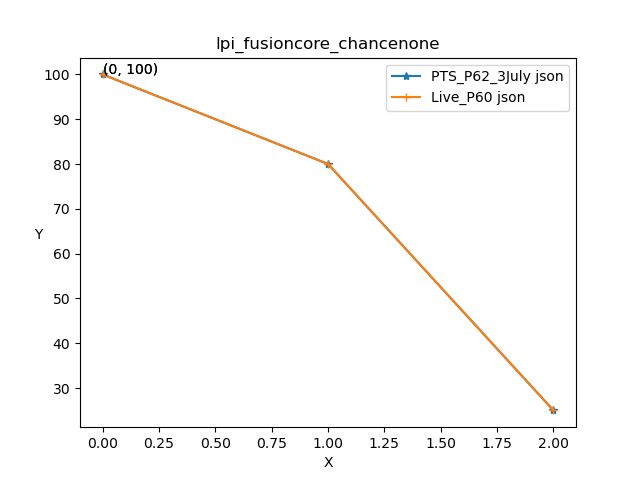 lpi_fusioncore_chancenone
(0, 100)
PTS_P62_3July json
Live_P60 json
100
90
80
70
60
50
40
30
Y
0.00 0.25 0.50 0.75 1.00 1.25 1.50 1.75 2.00
X